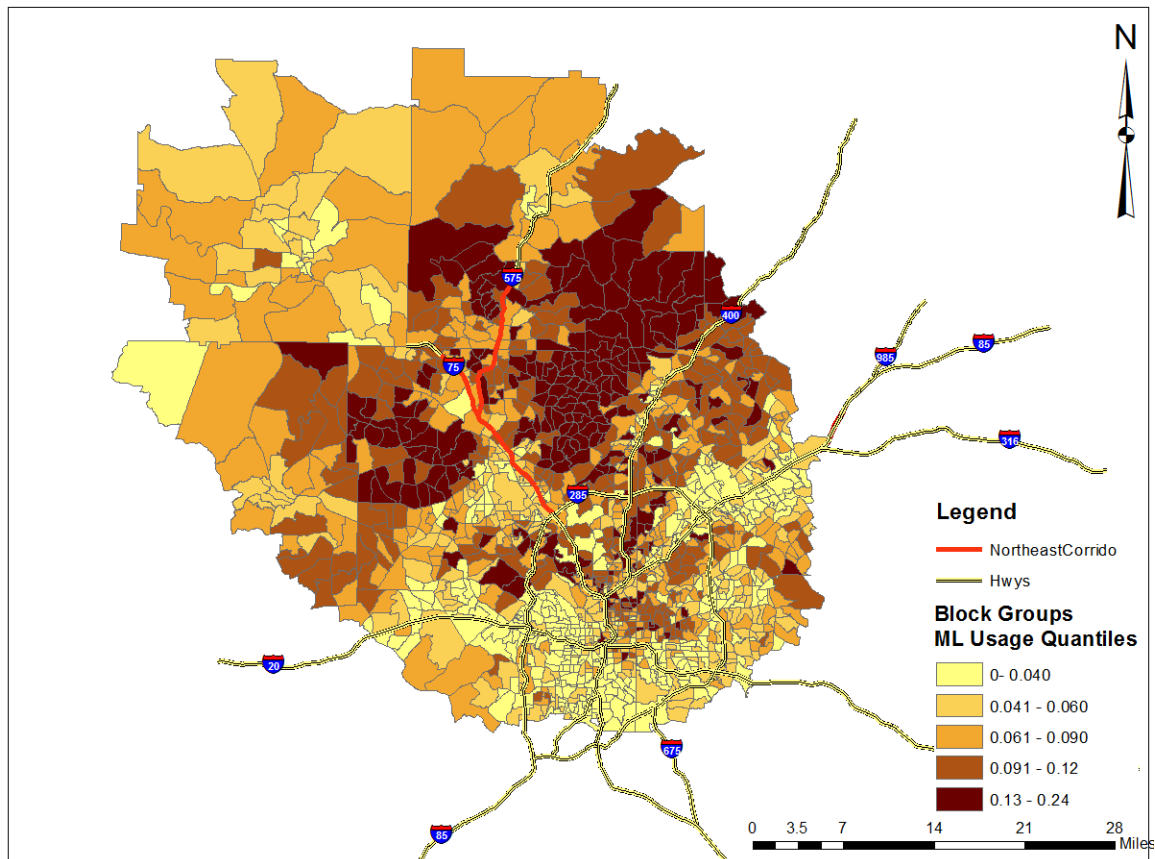 N
575
400
75
985
85
316
285
Legend
NortheastCorrido
Hwys
Block Groups
ML Usage Quantiles
0- 0.040
0.041 - 0.060
0.061 - 0.090
0.091 - 0.12
0.13 - 0.24
20
675
85
0 3.5 7 14 21 28
Miles